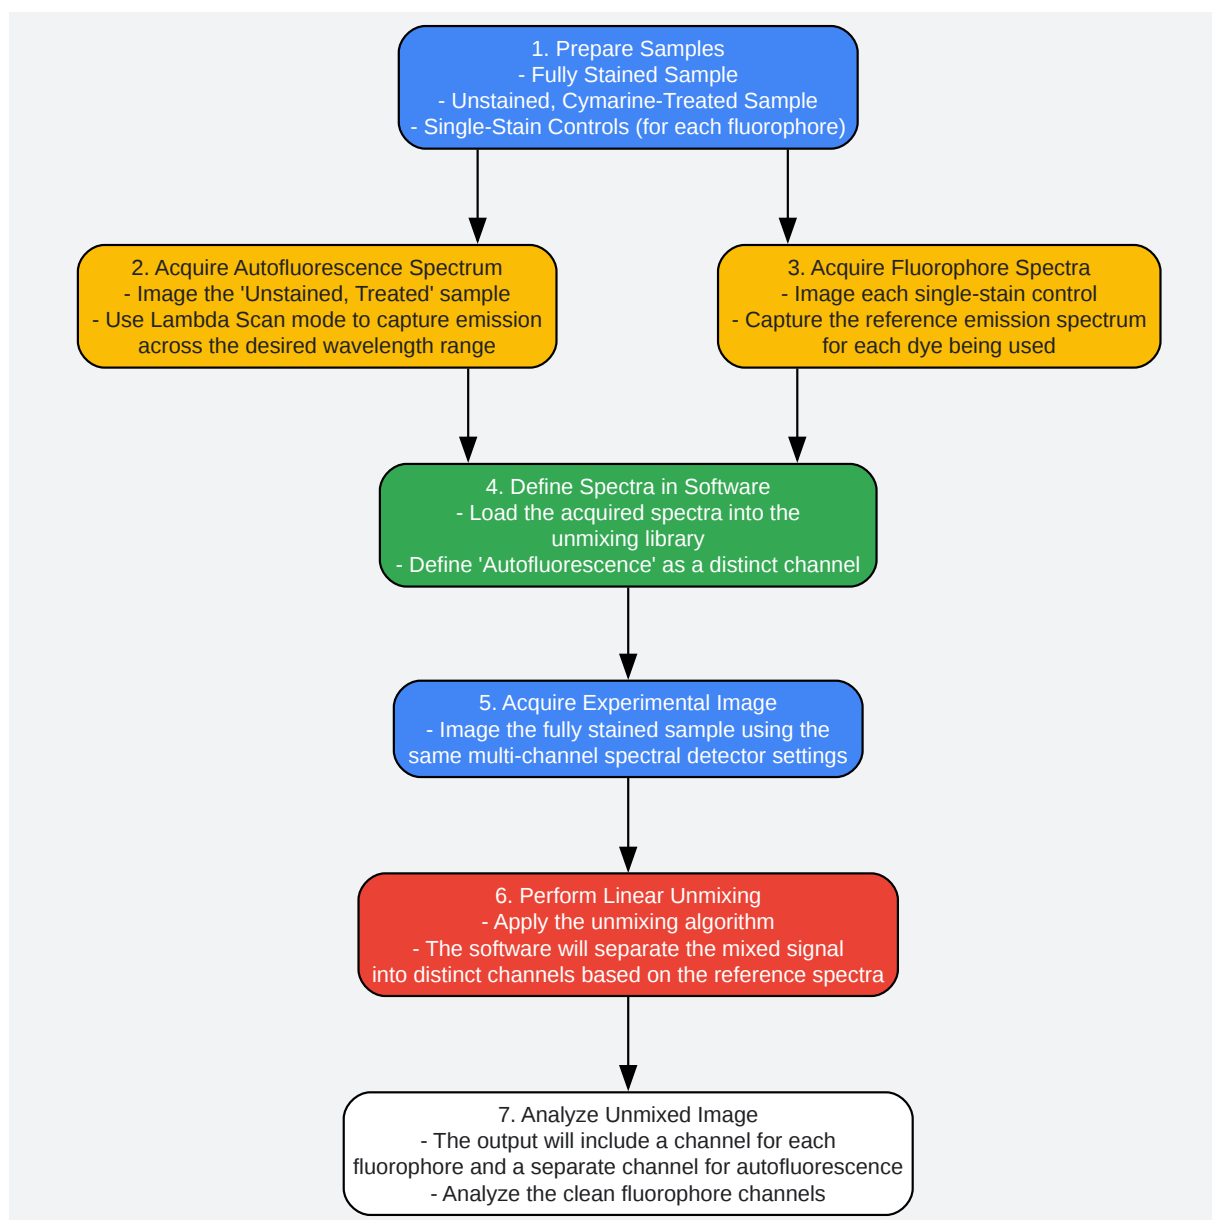 1. Prepare Samples
- Fully Stained Sample
- Unstained, Cymarine-Treated Sample
- Single-Stain Controls (for each fluorophore)
2. Acquire Autofluorescence Spectrum
- Image the 'Unstained, Treated' sample
- Use Lambda Scan mode to capture emission
across the desired wavelength range
3. Acquire Fluorophore Spectra
- Image each single-stain control
- Capture the reference emission spectrum
for each dye being used
4. Define Spectra in Software
- Load the acquired spectra into the
unmixing library
- Define 'Autofluorescence' as a distinct channel
5. Acquire Experimental Image
- Image the fully stained sample using the
same multi-channel spectral detector settings
6. Perform Linear Unmixing
- Apply the unmixing algorithm
- The software will separate the mixed signal
into distinct channels based on the reference spectra
7. Analyze Unmixed Image
- The output will include a channel for each
fluorophore and a separate channel for autofluorescence
- Analyze the clean fluorophore channels